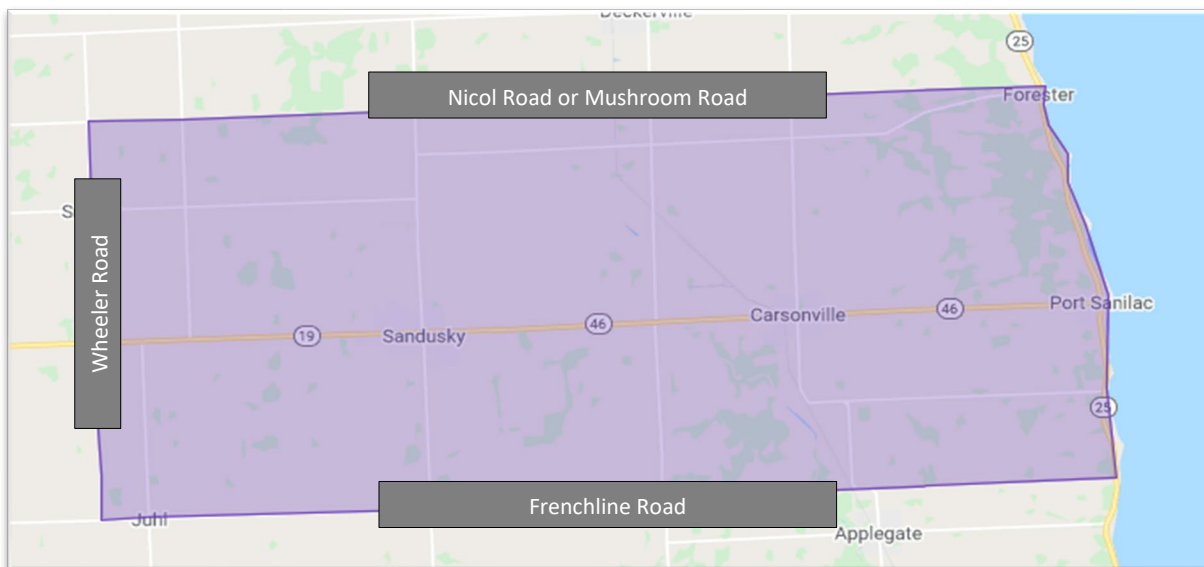 Deckerville
25
Nicol Road or Mushroom Road
Forester
S
Wheeler Road
Port Sanilac
46
Carsonville
46
19
Sandusky
25
Frenchline Road
Juhl
Applegate